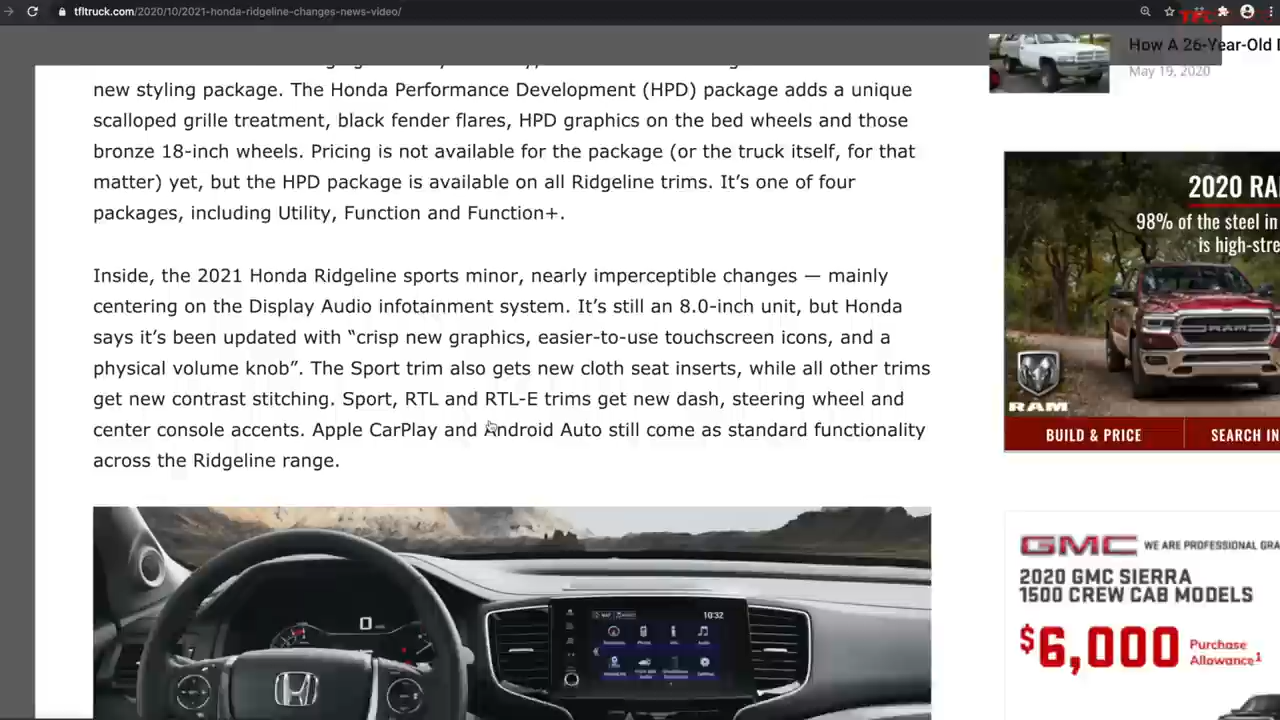 tfltruck.com/2020/10/2021-honda-ridgeline-changes-news-video/
How A 26-Year-Old
May 19, 2020
new styling package. The Honda Performance Development (HPD) package adds a unique
scalloped grille treatment, black fender flares, HPD graphics on the bed wheels and those
bronze 18-inch wheels. Pricing is not available for the package (or the truck itself, for that
matter) yet, but the HPD package is available on all Ridgeline trims. It’s one of four
packages, including Utility, Function and Function+.
Inside, the 2021 Honda Ridgeline sports minor, nearly imperceptible changes — mainly
centering on the Display Audio infotainment system. It’s still an 8.0-inch unit, but Honda
says it’s been updated with “crisp new graphics, easier-to-use touchscreen icons, and a
physical volume knob”. The Sport trim also gets new cloth seat inserts, while all other trims
get new contrast stitching. Sport, RTL and RTL-E trims get new dash, steering wheel and
center console accents. Apple CarPlay and Android Auto still come as standard functionality
across the Ridgeline range.
10:32
2020 RA
98% of the steel in
is high-stre
RAM
RAM
BUILD & PRICE
SEARCH IN
GMC WE ARE PROFESSIONAL GRA
2020 GMC SIERRA
1500 CREW CAB MODELS
$6,000 Purchase
Allowance1